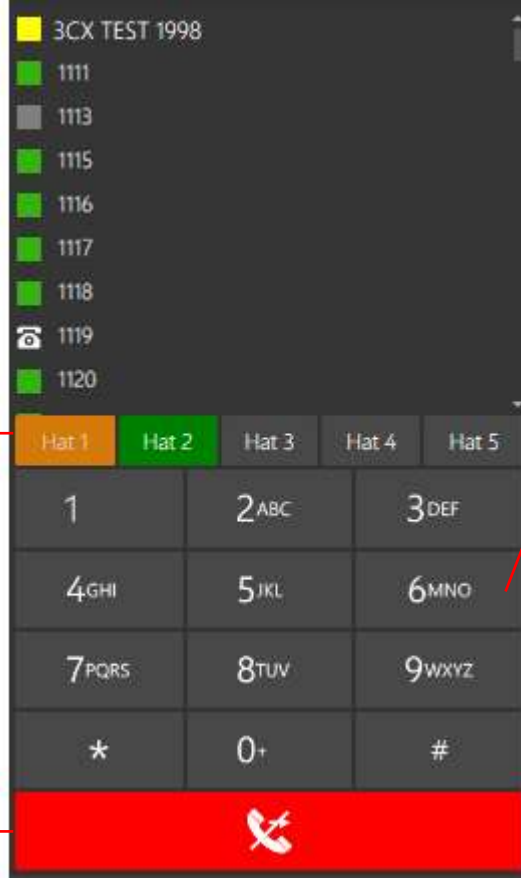 3CX TEST 1998
1111
1113
1115
1116
1117
1118
1119
1120
Hat 1 Hat 2 Hat 3 Hat 4 Hat 5
1 2ABC 3DEF
4GHI 5JKL 6MNO
7PQRS 8TUV 9WXYZ
* 0+ #